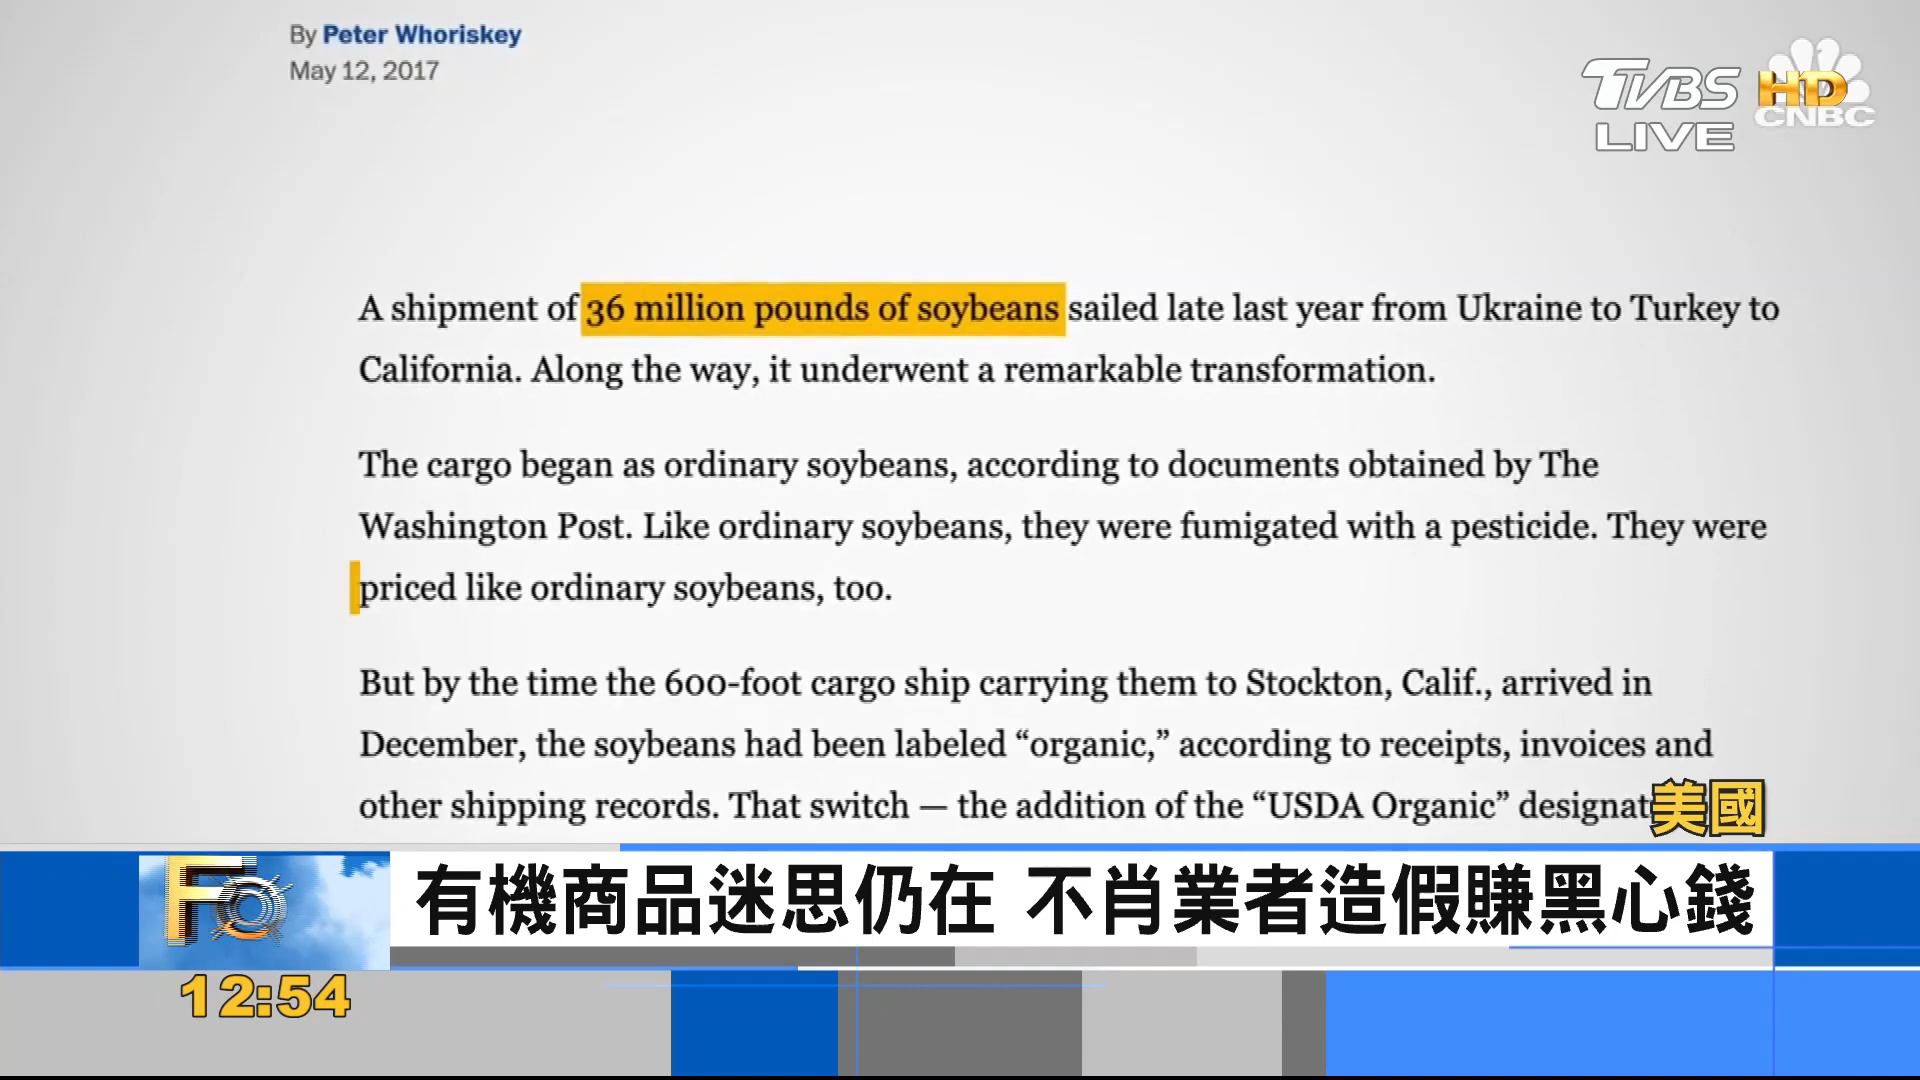 By Peter Whoriskey
May 12, 2017
TVBS HD
CNBC
LIVE
A shipment of 36 million pounds of soybeans sailed late last year from Ukraine to Turkey to
California. Along the way, it underwent a remarkable transformation.
The cargo began as ordinary soybeans, according to documents obtained by The
Washington Post. Like ordinary soybeans, they were fumigated with a pesticide. They were
priced like ordinary soybeans, too.
But by the time the 600-foot cargo ship carrying them to Stockton, Calif., arrived in
December, the soybeans had been labeled “organic,” according to receipts, invoices and
other shipping records. That switch — the addition of the “USDA Organic” designat
美國
有機商品迷思仍在 不肖業者造假賺黑心錢
12:54